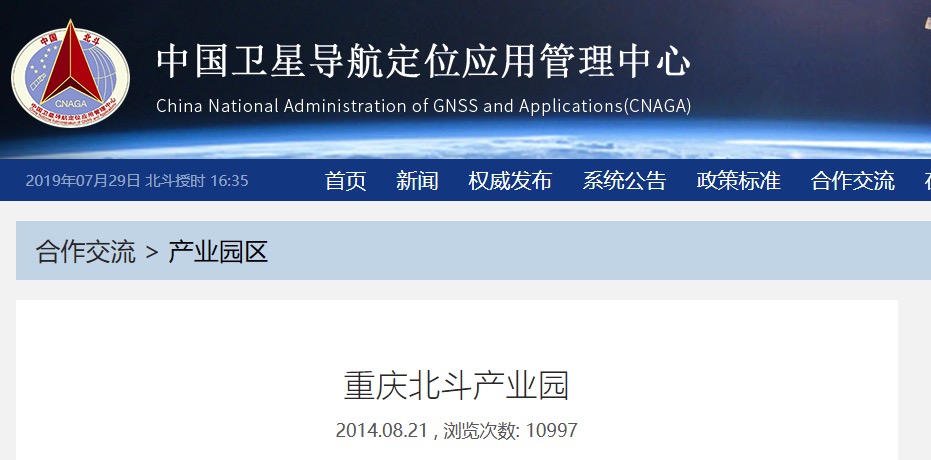 中国 北斗
CNAGA
中国卫星导航定位应用管理中心
中国卫星导航定位应用管理中心
China National Administration of GNSS and Applications(CNAGA)
2019年07月29日 北斗授时 16:35
首页 新闻 权威发布 系统公告 政策标准 合作交流
合作交流 > 产业园区
重庆北斗产业园
2014.08.21 , 浏览次数: 10997